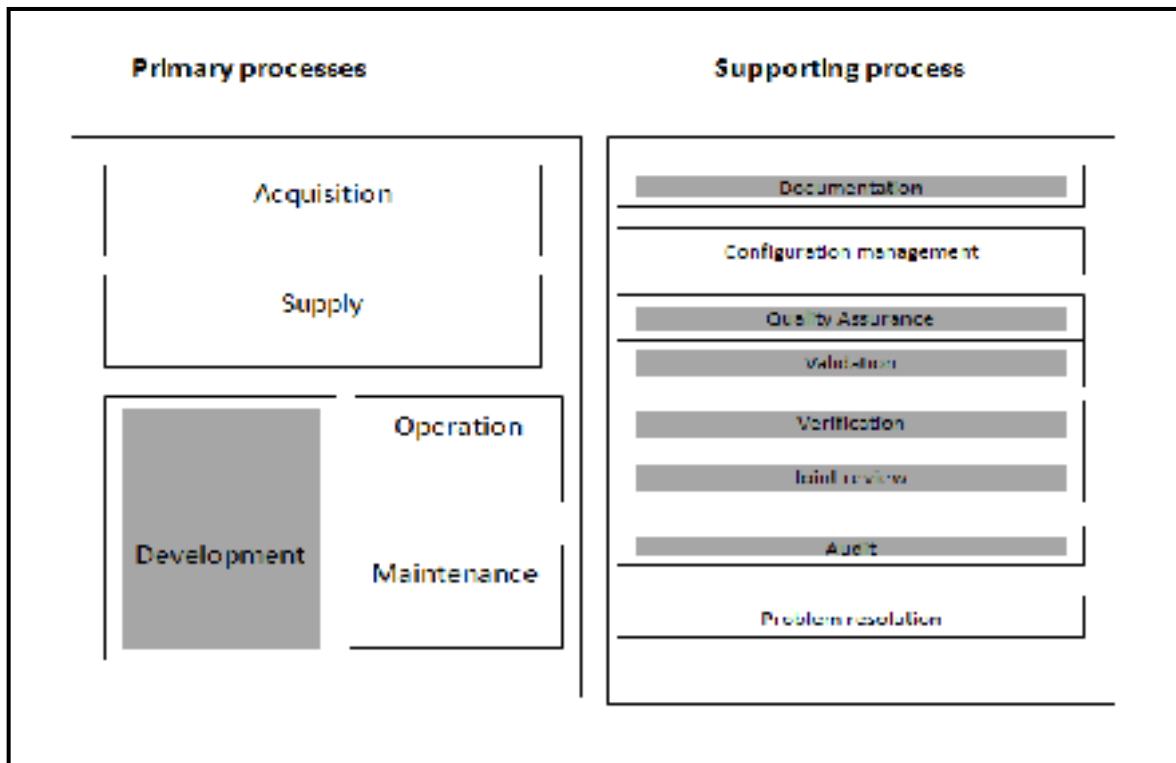 Primary processes
Supporting process
Acquisition
Supply
Development
Operation
Maintenance
Documentation
Configuration management
Quality Assurance
Validation
Verification
Joint review
Audit
Problem resolution